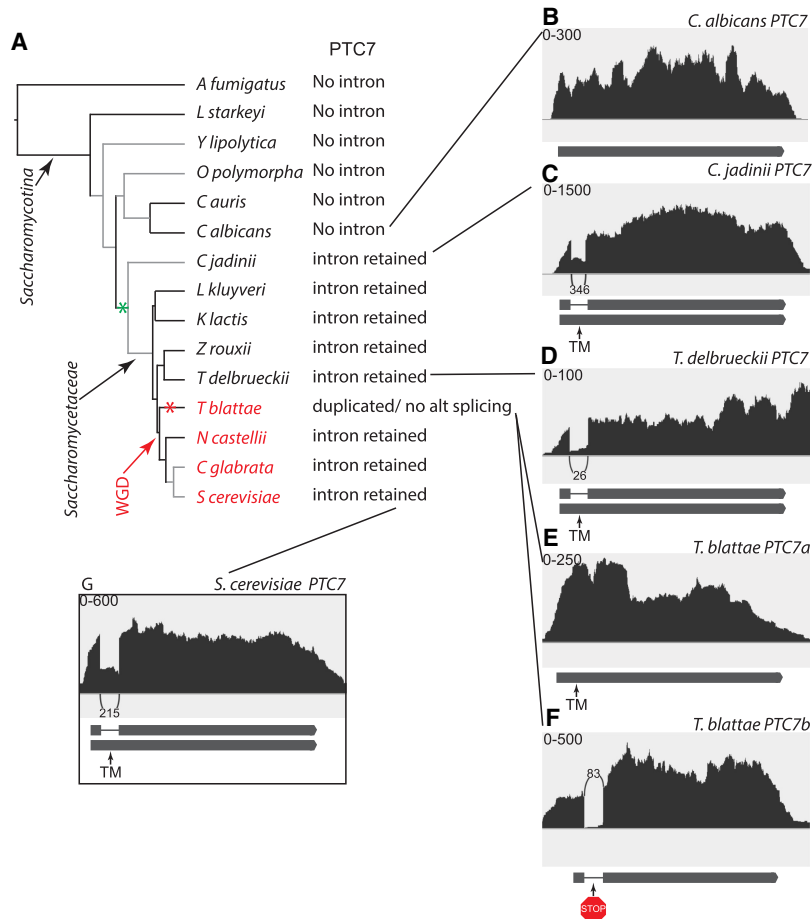 A
PTC7
A fumigatus No intron
L starkeyi No intron
Y lipolytica No intron
O polymorpha No intron
C auris No intron
C albicans No intron
C jadinii intron retained
L kluyveri intron retained
K lactis intron retained
Z rouxii intron retained
T delbrueckii intron retained
T blattae duplicated/ no alt splicing
N castellii intron retained
C glabrata intron retained
S cerevisiae intron retained
Saccharomycotina
Saccharomycetaceae
WGD
*
*
B
C. albicans PTC7
0-300
C
C. jadinii PTC7
0-1500
346
TM
D
T. delbrueckii PTC7
0-100
26
TM
E
T. blattae PTC7a
0-250
TM
F
T. blattae PTC7b
0-500
83
STOP
G
S. cerevisiae PTC7
0-600
215
TM